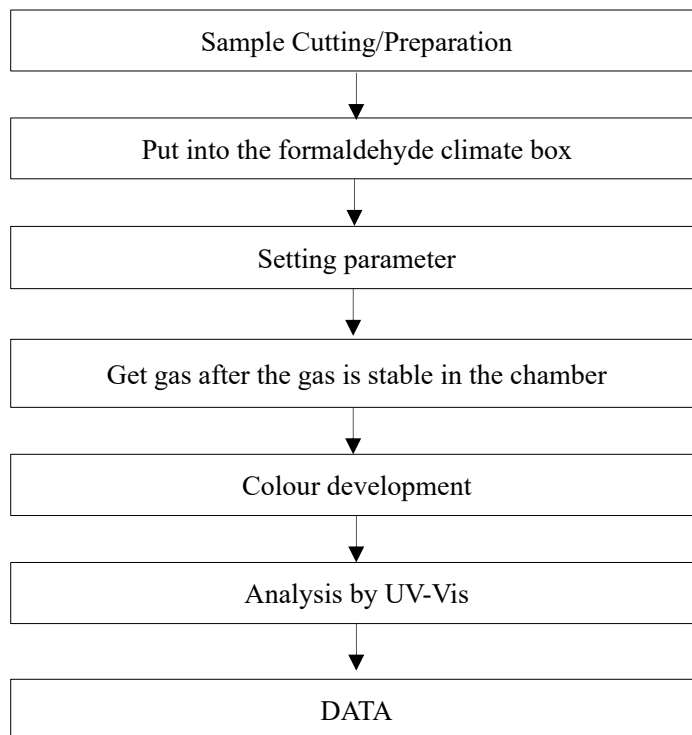 Sample Cutting/Preparation
Put into the formaldehyde climate box
Setting parameter
Get gas after the gas is stable in the chamber
Colour development
Analysis by UV-Vis
DATA